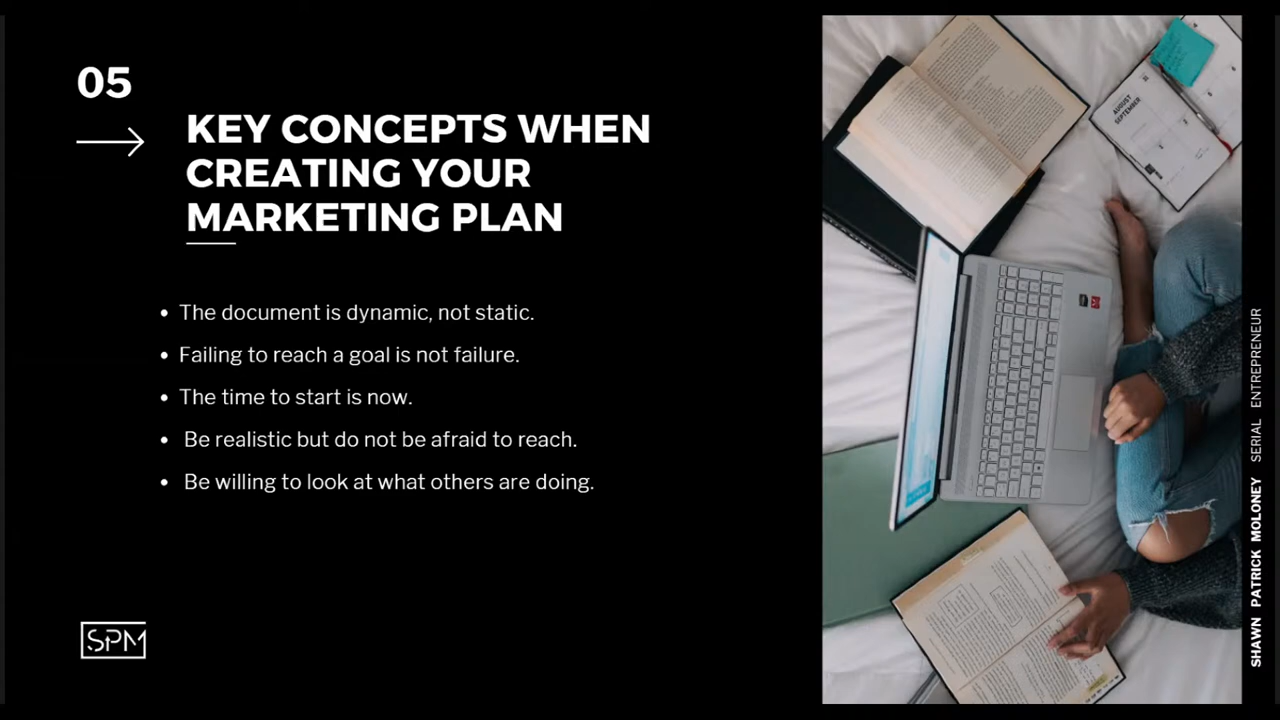 05
KEY CONCEPTS WHEN
CREATING YOUR
MARKETING PLAN
• The document is dynamic, not static.
• Failing to reach a goal is not failure.
• The time to start is now.
• Be realistic but do not be afraid to reach.
• Be willing to look at what others are doing.
SPM
AUGUST
SEPTEMBER
SHAWN PATRICK MOLONEY SERIAL ENTREPRENEUR